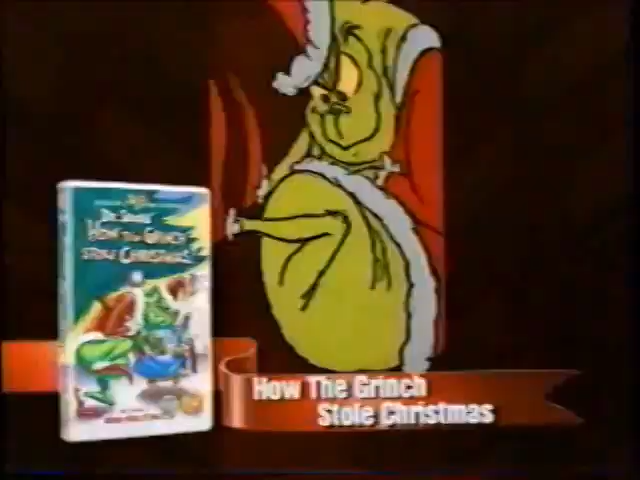 Dr. Seuss'
How the Grinch
Stole Christmas
How The Grinch
Stole Christmas